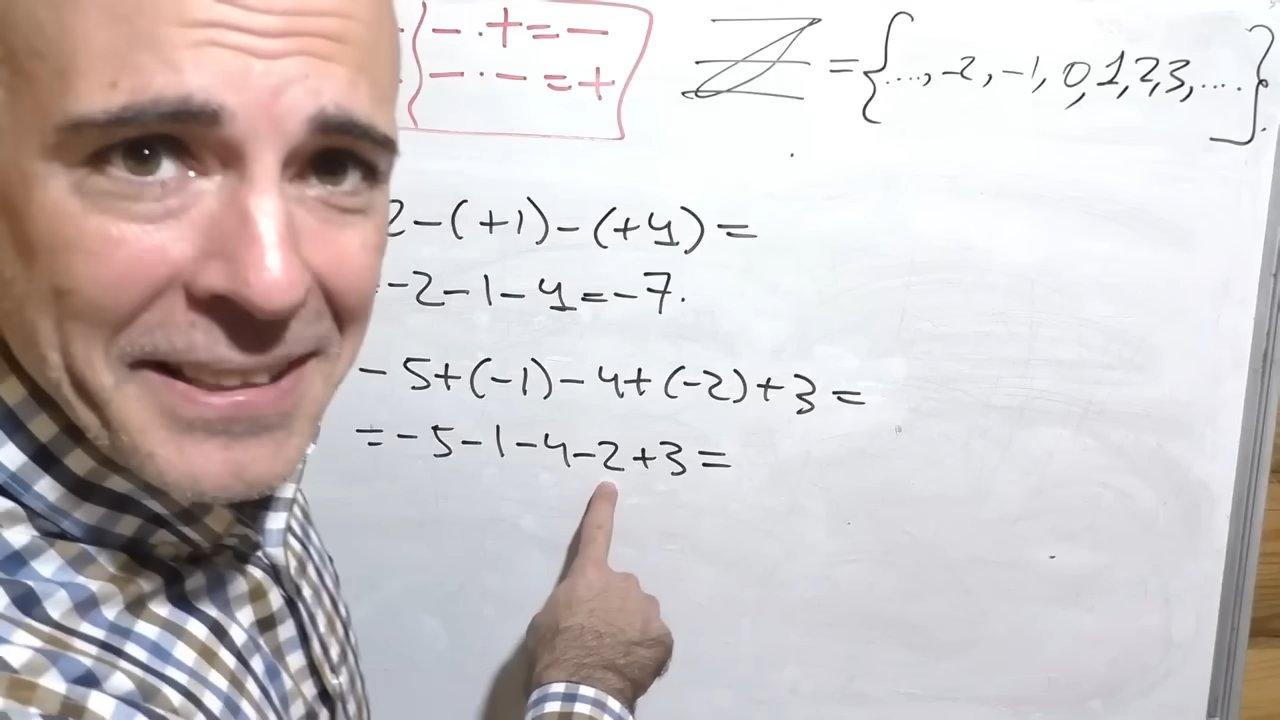 - · + = -
- · - = +
ℤ = {..., -2, -1, 0, 1, 2, 3, ....}.
2 - (+1) - (+4) =
-2 - 1 - 4 = -7.
- 5 + (-1) - 4 + (-2) + 3 =
= - 5 - 1 - 4 - 2 + 3 =